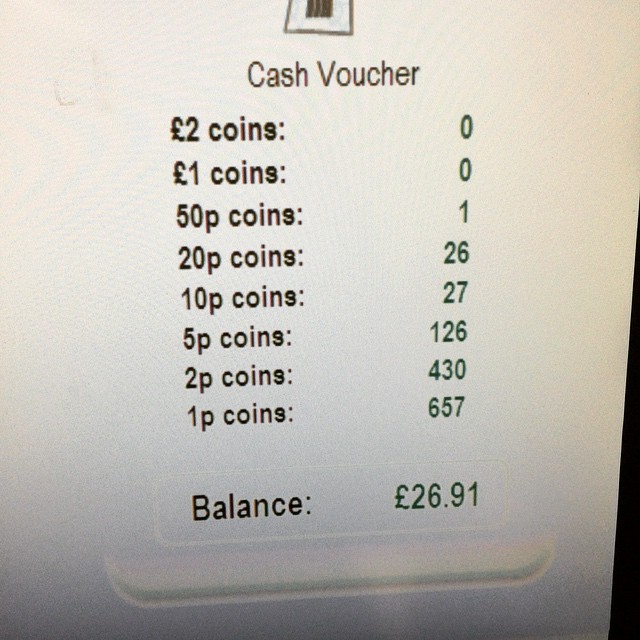 Cash Voucher
£2 coins: 0
£1 coins: 0
50p coins: 1
20p coins: 26
10p coins: 27
5p coins: 126
2p coins: 430
1p coins: 657
Balance: £26.91